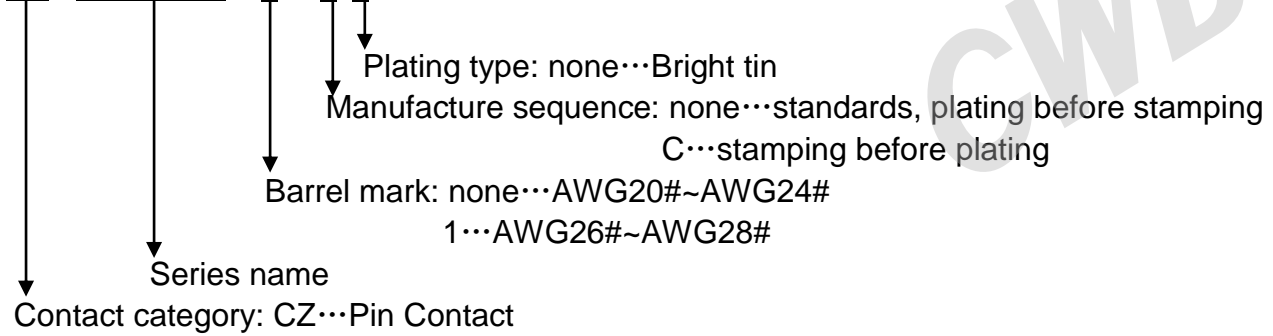 Plating type: none···Bright tin
Manufacture sequence: none···standards, plating before stamping
C···stamping before plating
Barrel mark: none···AWG20#~AWG24#
1···AWG26#~AWG28#
Series name
Contact category: CZ···Pin Contact
CWB